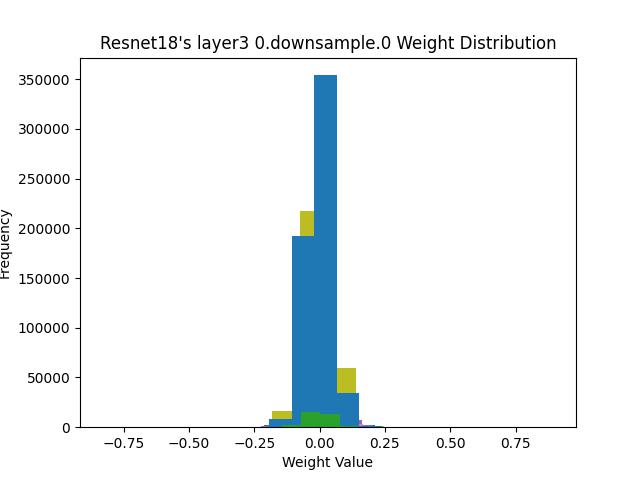 Resnet18's layer3 0.downsample.0 Weight Distribution
350000
300000
250000
200000
150000
100000
50000
0
Frequency
−0.75 −0.50 −0.25 0.00 0.25 0.50 0.75
Weight Value